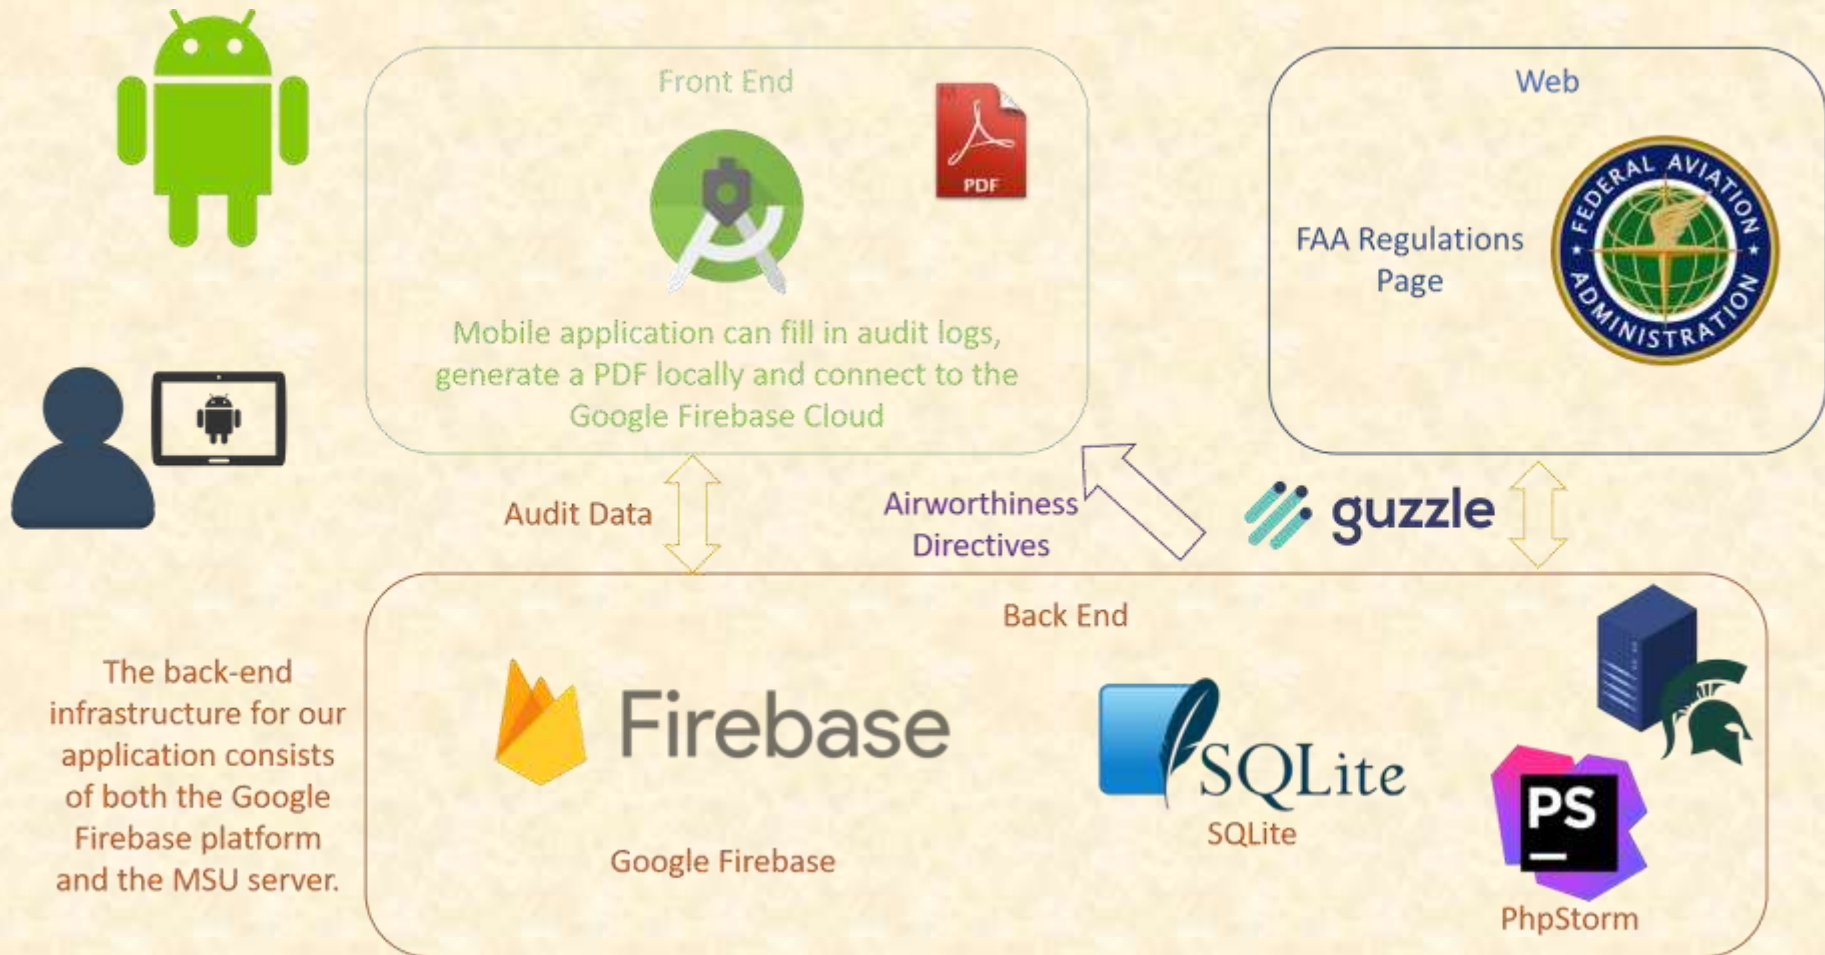 Front End
PDF
Mobile application can fill in audit logs,
generate a PDF locally and connect to the
Google Firebase Cloud
Web
FAA Regulations
Page
FEDERAL AVIATION
ADMINISTRATION
Audit Data
Airworthiness
Directives
guzzle
The back-end
infrastructure for our
application consists
of both the Google
Firebase platform
and the MSU server.
Back End
Firebase
Google Firebase
SQLite
SQLite
PS
PhpStorm